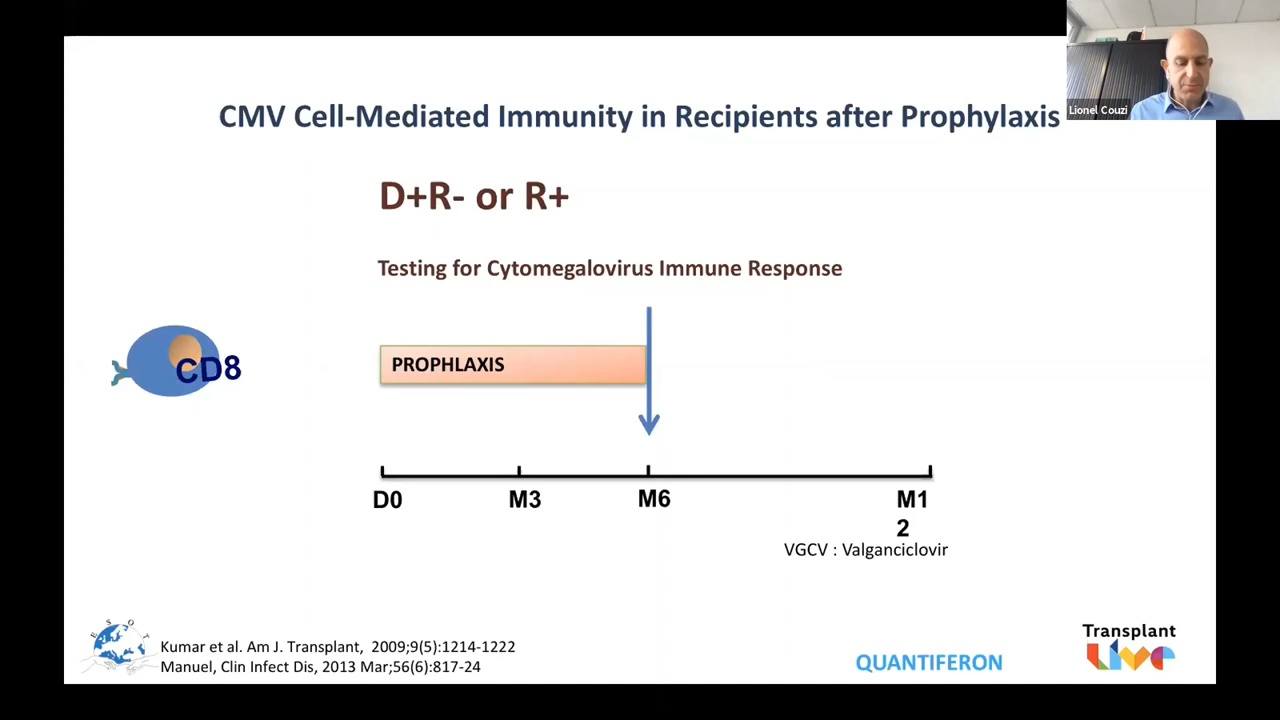 Lionel Couzi
CMV Cell-Mediated Immunity in Recipients after Prophylaxis
D+R- or R+
Testing for Cytomegalovirus Immune Response
CD8
PROPHLAXIS
D0 M3 M6 M1
2
VGCV : Valganciclovir
E S O T
Kumar et al. Am J. Transplant, 2009;9(5):1214-1222
Manuel, Clin Infect Dis, 2013 Mar;56(6):817-24
QUANTIFERON
Transplant
Live